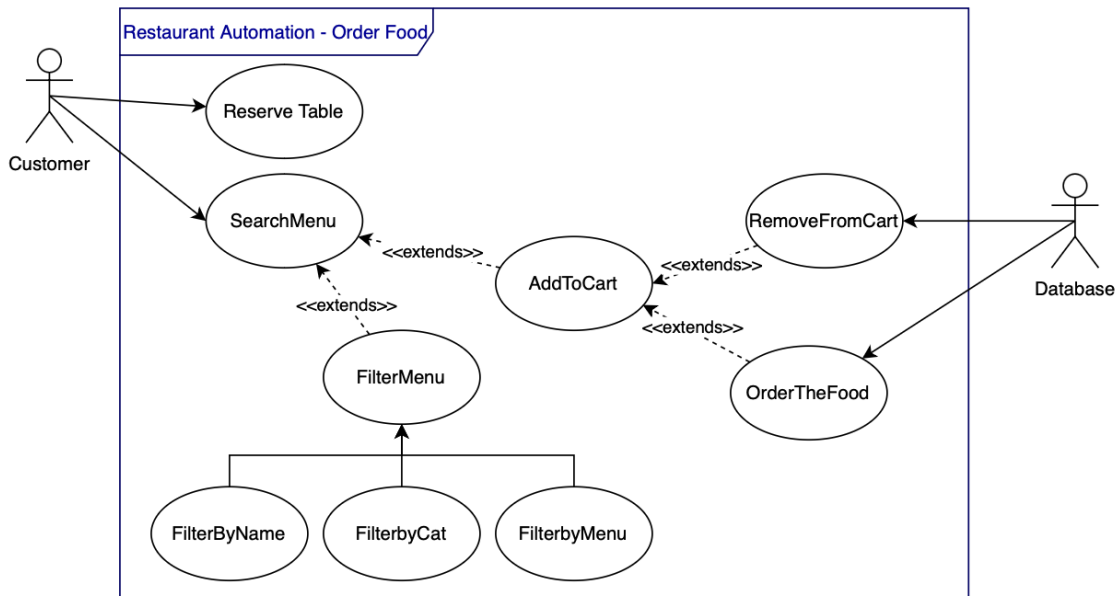 Restaurant Automation - Order Food
Reserve Table
Customer
SearchMenu
RemoveFromCart
<<extends>>
<<extends>>
AddToCart
Database
<<extends>>
<<extends>>
FilterMenu
OrderTheFood
FilterByName
FilterbyCat
FilterbyMenu